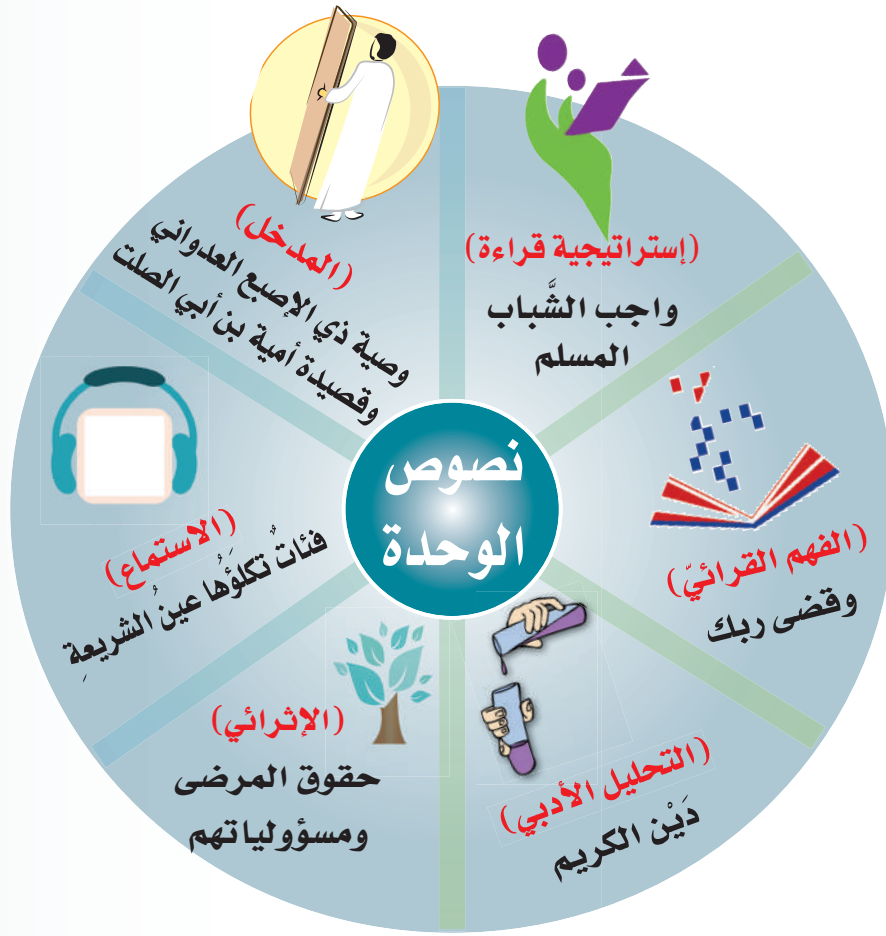 نصوص
الوحدة
(المدخل)
وصية ذي الإصبع العدواني
وقصيدة أمية بن أبي الصلت
(إستراتيجية قراءة)
واجب الشَّباب
المسلم
(الفهم القرائيّ)
وقضى ربك
(التحليل الأدبي)
دَيْن الكريم
(الإثرائي)
حقوق المرضى
ومسؤولياتهم
(الاستماع)
فئاتٌ تكلَؤُها عينُ الشريعةِ